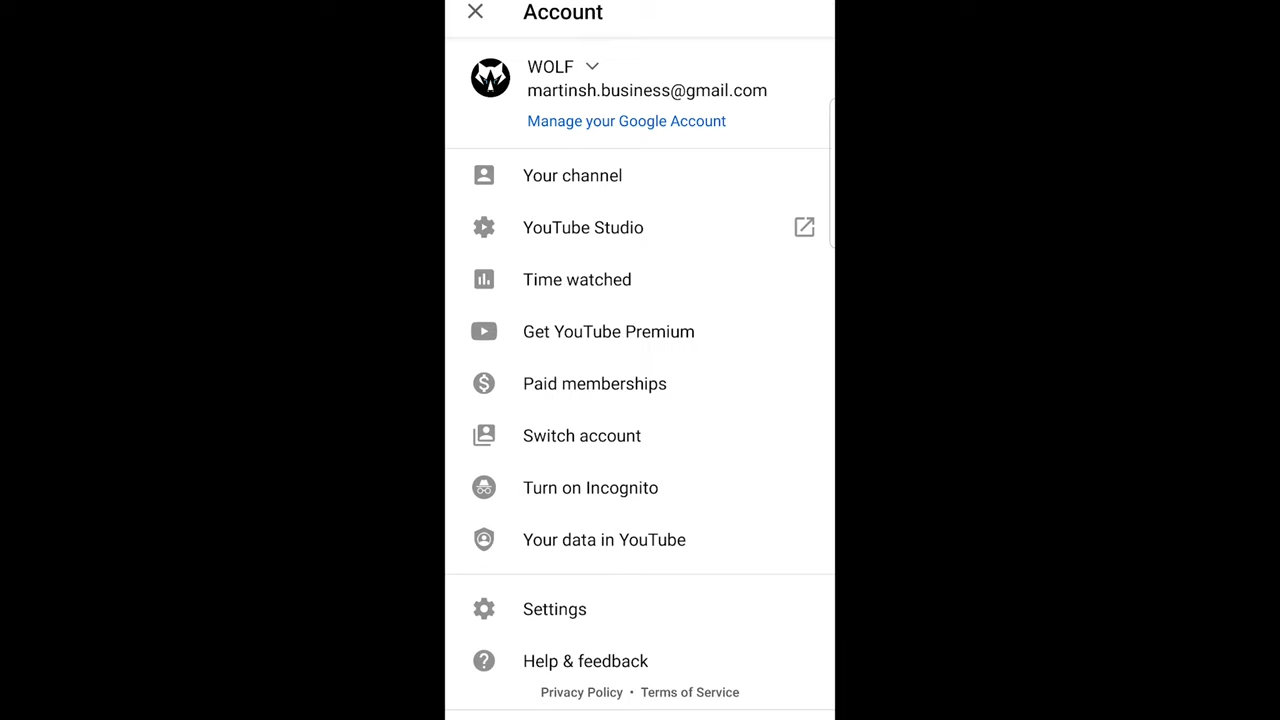 Account
WOLF
martinsh.business@gmail.com
Manage your Google Account
Your channel
YouTube Studio
Time watched
Get YouTube Premium
Paid memberships
Switch account
Turn on Incognito
Your data in YouTube
Settings
Help & feedback
Privacy Policy • Terms of Service